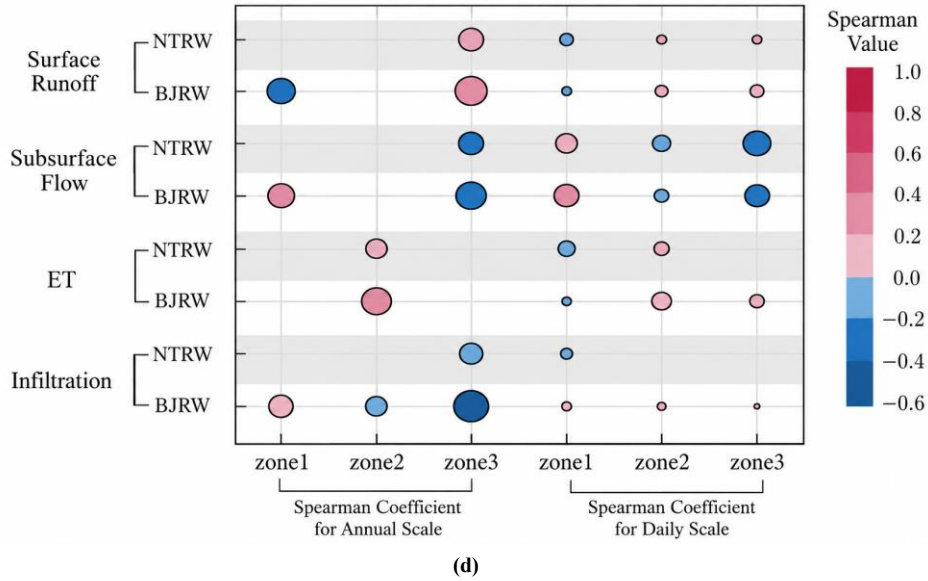 Surface
Runoff
NTRW
BJRW
Subsurface
Flow
NTRW
BJRW
ET
NTRW
BJRW
Infiltration
NTRW
BJRW
zone1 zone2 zone3 zone1 zone2 zone3
Spearman Coefficient
for Annual Scale
Spearman Coefficient
for Daily Scale
Spearman
Value
1.0
0.8
0.6
0.4
0.2
0.0
−0.2
−0.4
−0.6
(d)